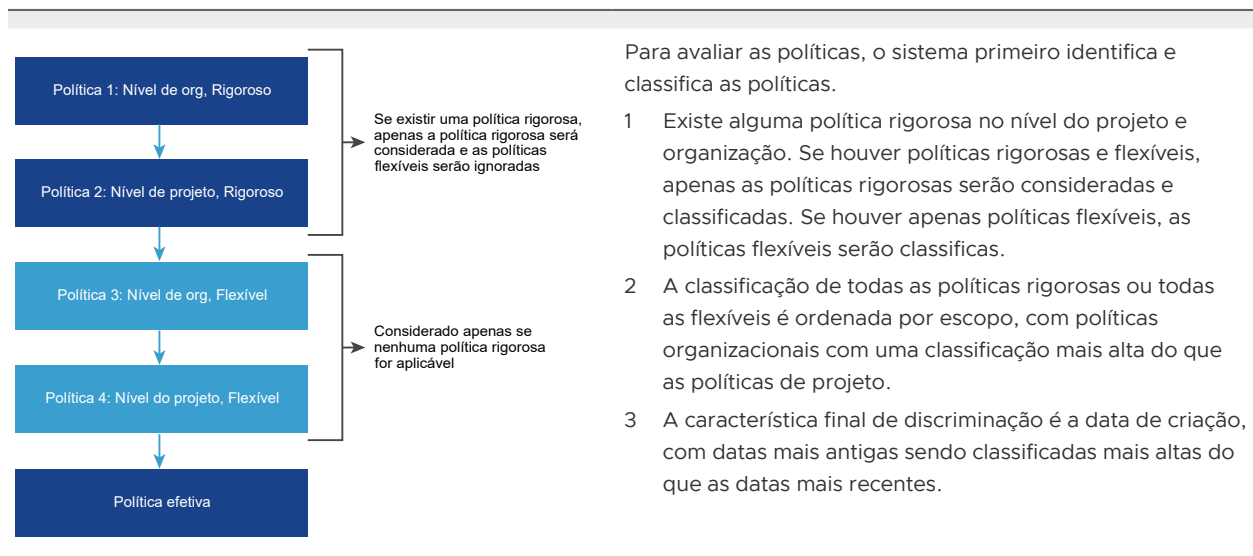 Política 1: Nível de org, Rigoroso
Política 2: Nível de projeto, Rigoroso
Política 3: Nível de org, Flexível
Política 4: Nível do projeto, Flexível
Política efetiva
Se existir uma política rigorosa,
apenas a política rigorosa será
considerada e as políticas
flexíveis serão ignoradas
Considerado apenas se
nenhuma política rigorosa
for aplicável
Para avaliar as políticas, o sistema primeiro identifica e
classifica as políticas.
1 Existe alguma política rigorosa no nível do projeto e
organização. Se houver políticas rigorosas e flexíveis,
apenas as políticas rigorosas serão consideradas e
classificadas. Se houver apenas políticas flexíveis, as
políticas flexíveis serão classificas.
2 A classificação de todas as políticas rigorosas ou todas
as flexíveis é ordenada por escopo, com políticas
organizacionais com uma classificação mais alta do que
as políticas de projeto.
3 A característica final de discriminação é a data de criação,
com datas mais antigas sendo classificadas mais altas do
que as datas mais recentes.